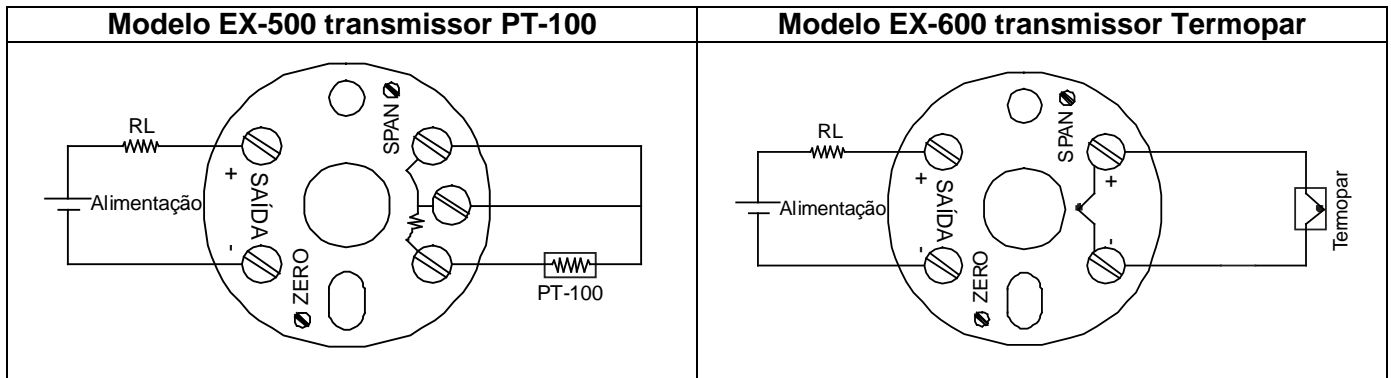 Modelo EX-500 transmissor PT-100
RL
Alimentação
+
SAÍDA
-
SPAN
ZERO
PT-100
Modelo EX-600 transmissor Termopar
RL
Alimentação
+
SAÍDA
-
SPAN
ZERO
+
-
Termopar